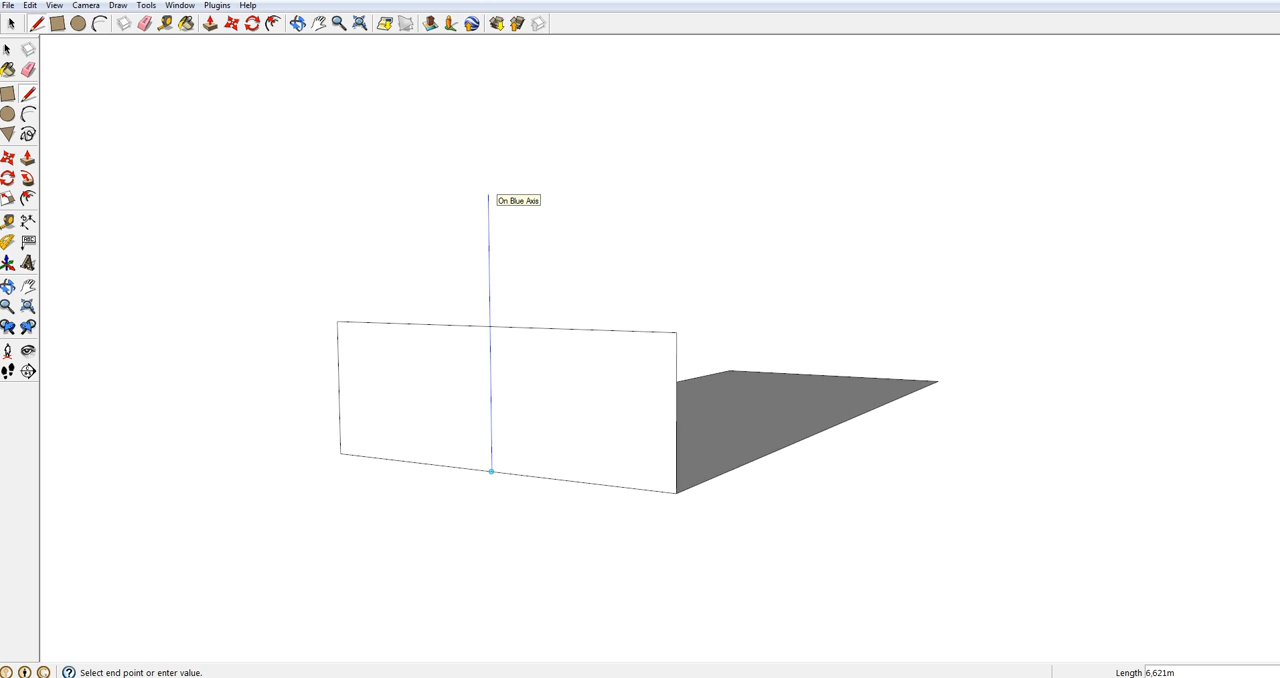 File Edit View Camera Draw Tools Window Plugins Help
ABC
On Blue Axis
Select end point or enter value.
Length 6,621m